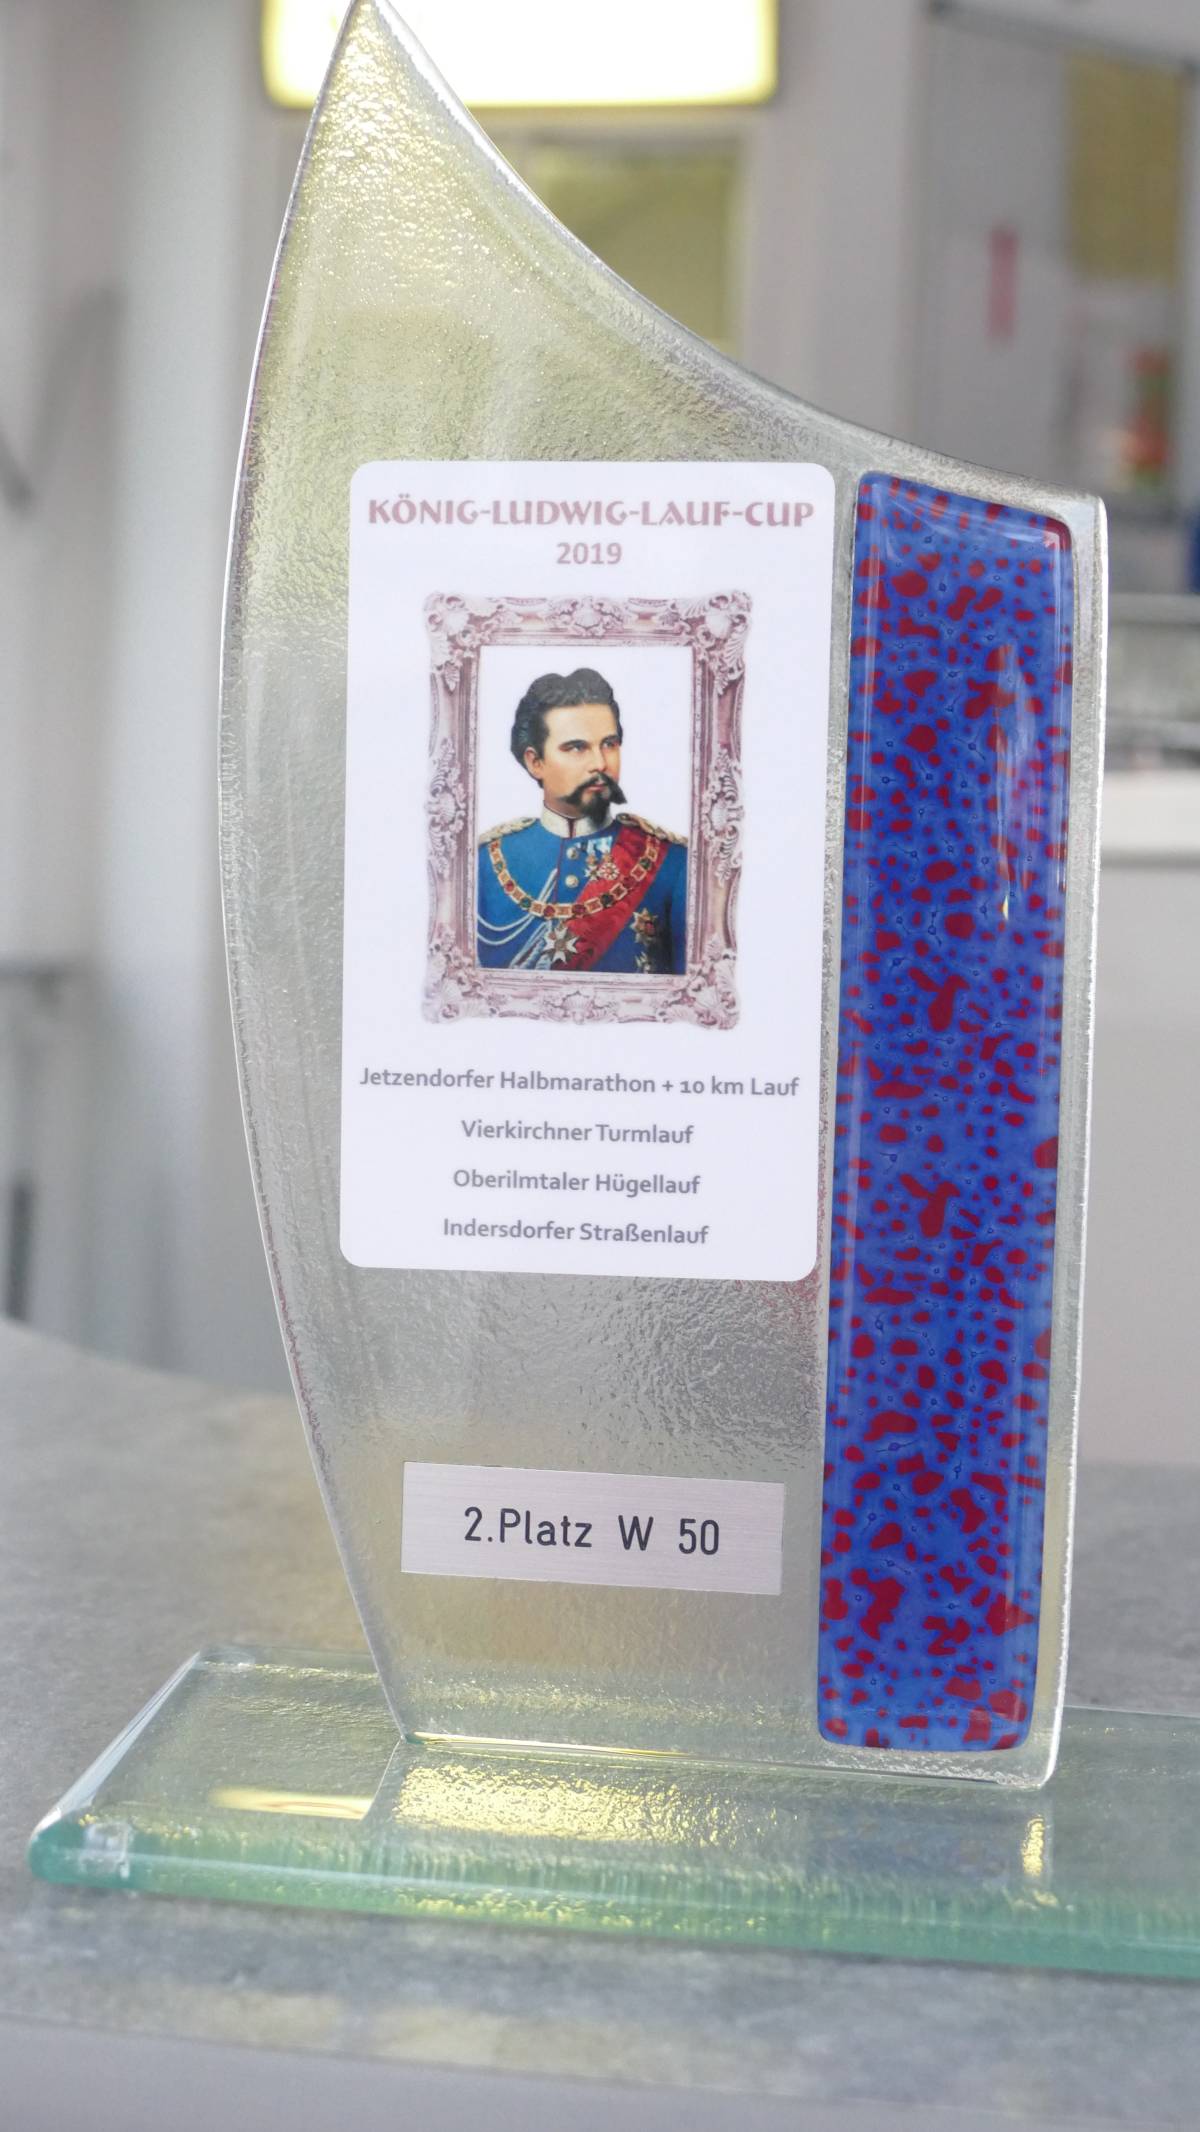 KÖNIG-LUDWIG-LAUF-CUP
2019
Jetzendorfer Halbmarathon + 10 km Lauf
Vierkirchner Turmlauf
Oberilmtaler Hügellauf
Indersdorfer Straßenlauf
2.Platz W 50